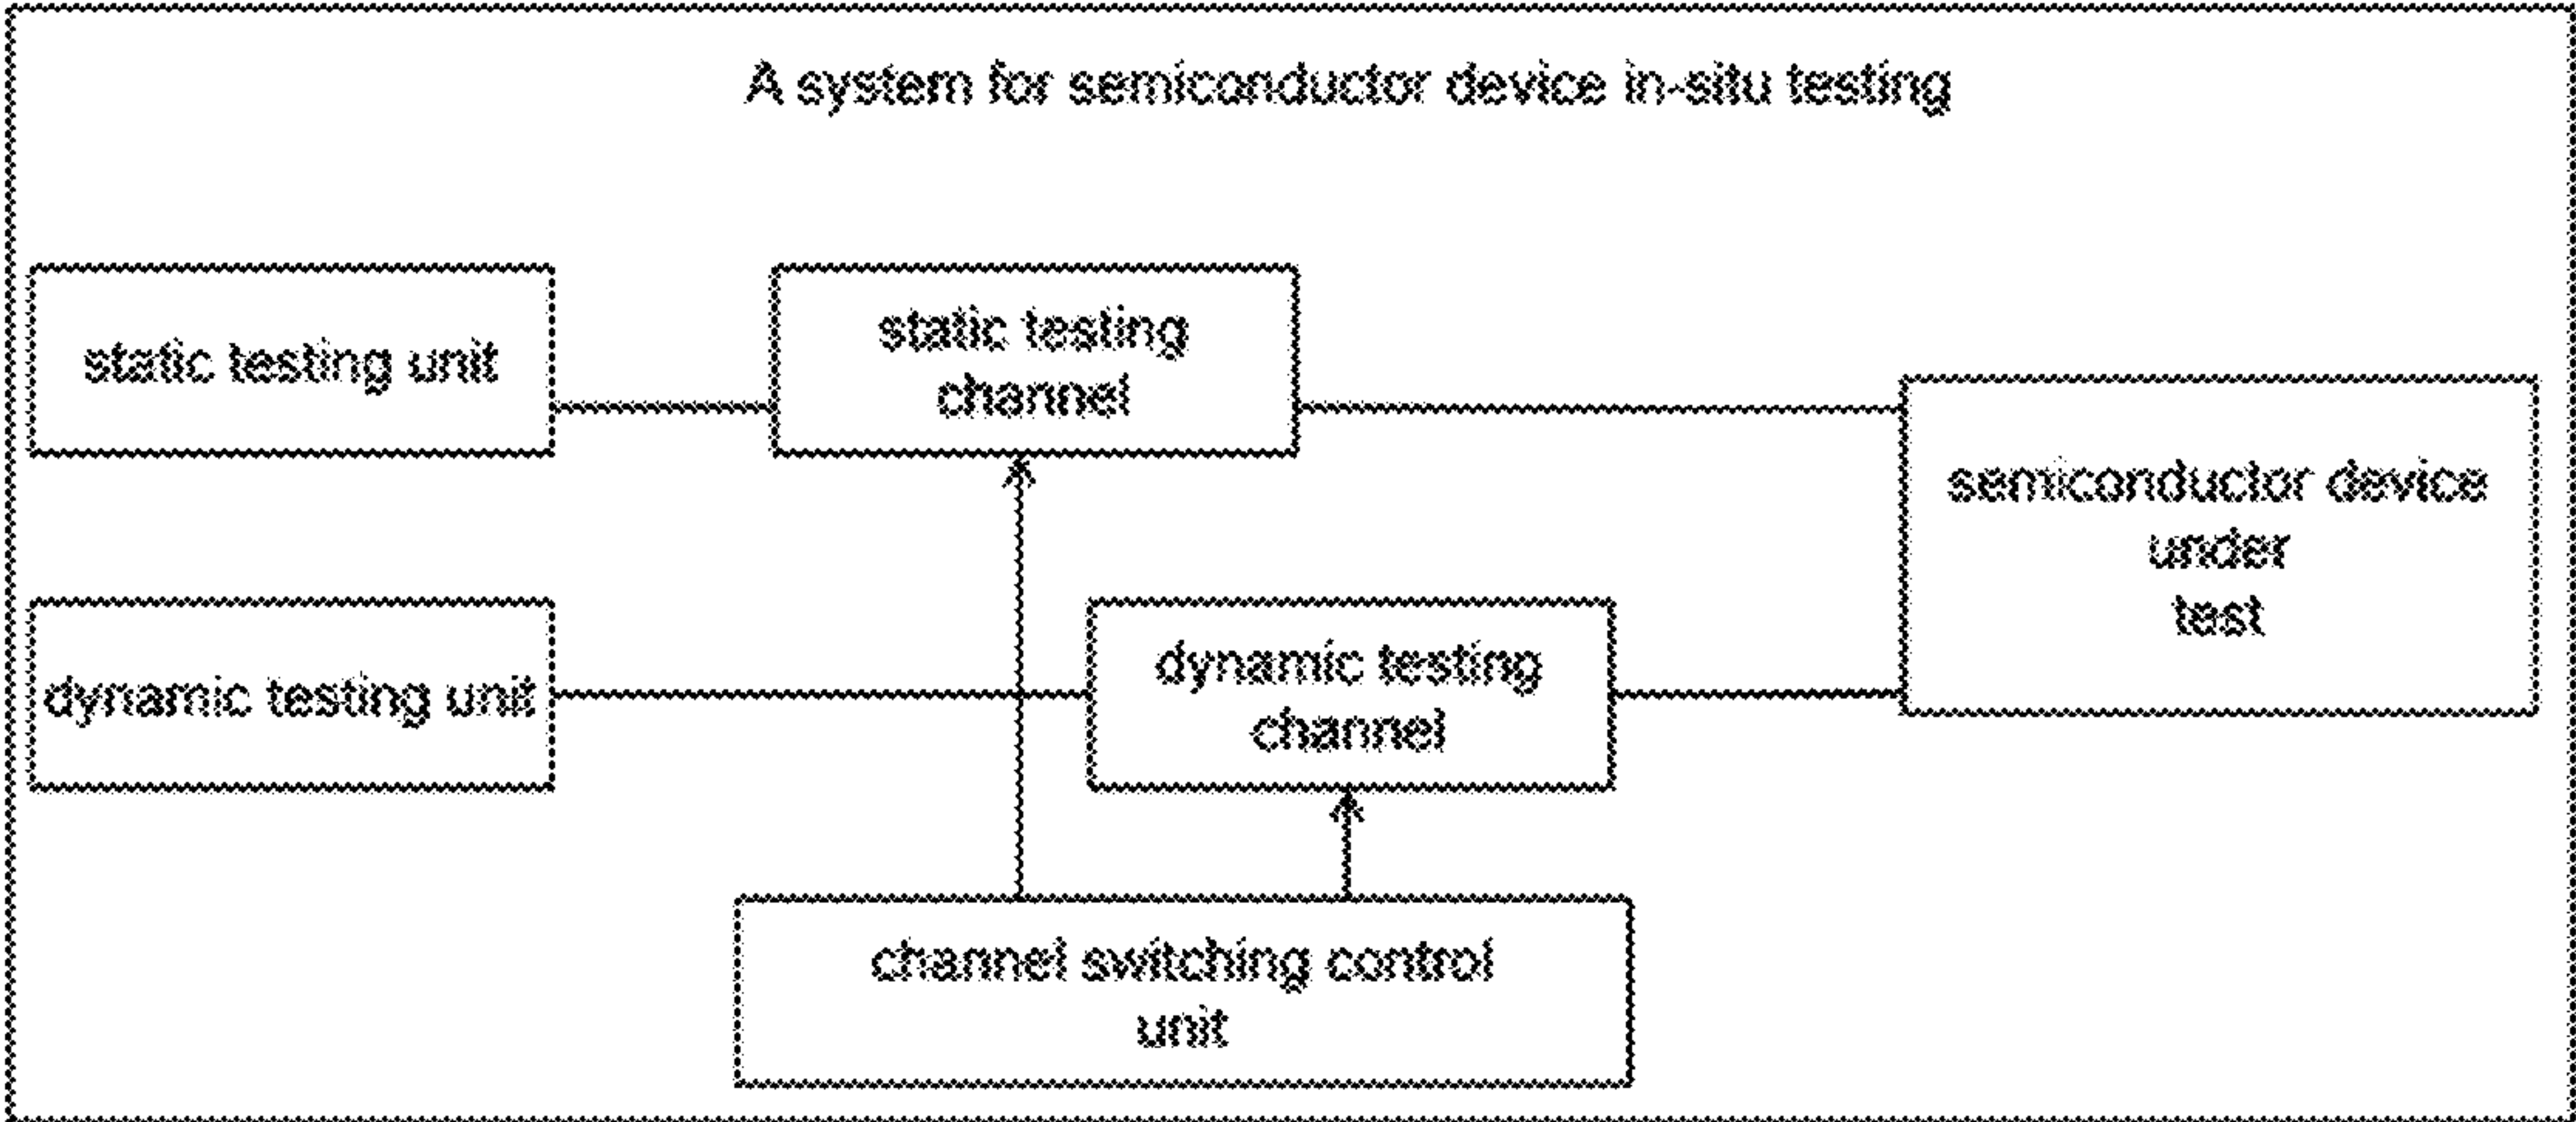 A system for semiconductor device in-situ testing
static testing unit
static testing
channel
semiconductor device
under
test
dynamic testing unit
dynamic testing
channel
channel switching control
unit